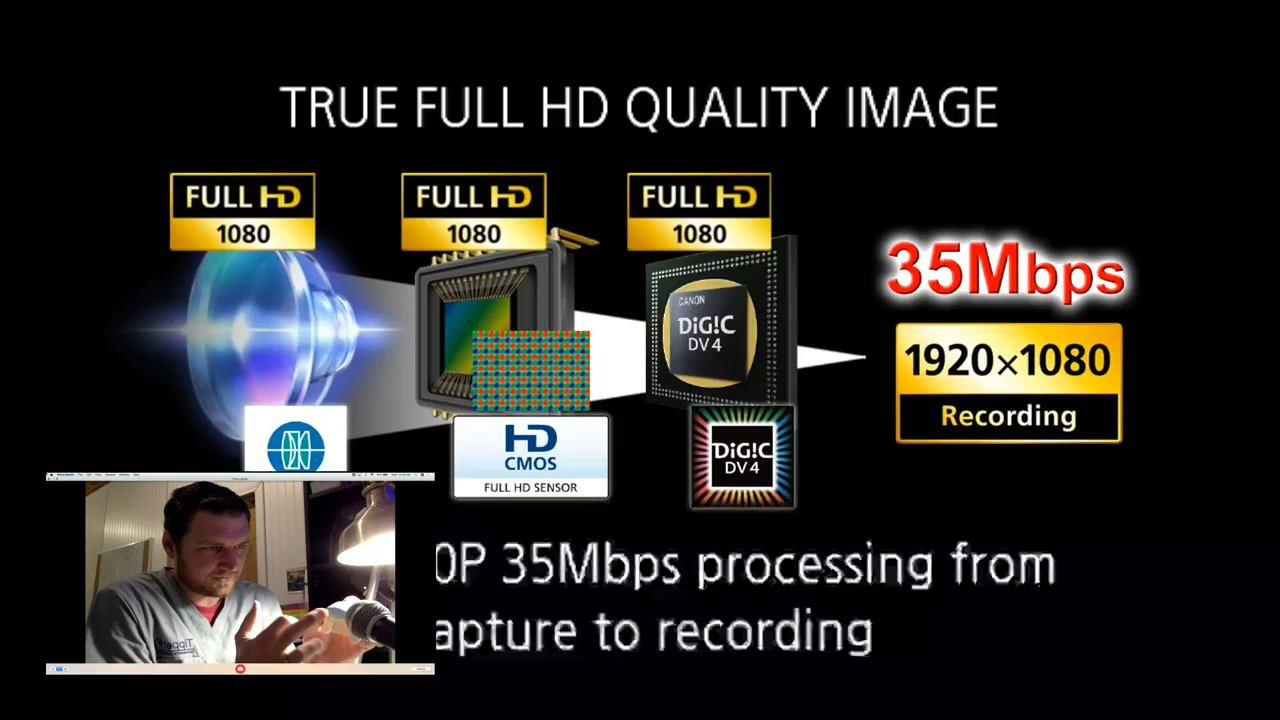 TRUE FULL HD QUALITY IMAGE
FULL HD
1080
FULL HD
1080
FULL HD
1080
35Mbps
CANON
DiG!C
DV 4
1920×1080
Recording
HD
CMOS
FULL HD SENSOR
DiG!C
DV 4
0P 35Mbps processing from
apture to recording